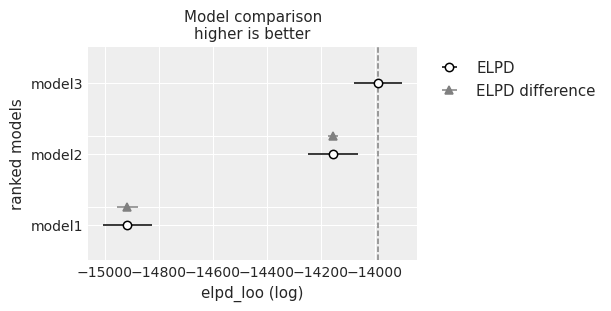 Model comparison
higher is better
ELPD
ELPD difference
ranked models
model3
model2
model1
−15000 −14800 −14600 −14400 −14200 −14000
elpd_loo (log)